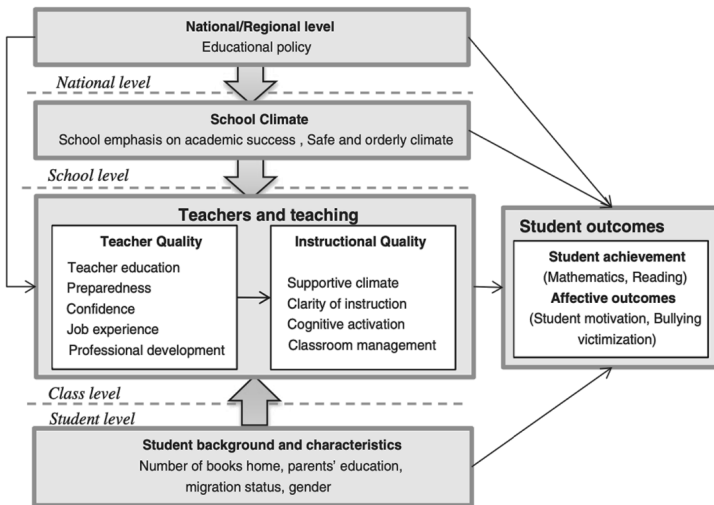 National/Regional level
Educational policy
National level
School Climate
School emphasis on academic success , Safe and orderly climate
School level
Teachers and teaching
Teacher Quality
Teacher education
Preparedness
Confidence
Job experience
Professional development
Instructional Quality
Supportive climate
Clarity of instruction
Cognitive activation
Classroom management
Student outcomes
Student achievement
(Mathematics, Reading)
Affective outcomes
(Student motivation, Bullying
victimization)
Class level
Student level
Student background and characteristics
Number of books home, parents' education,
migration status, gender